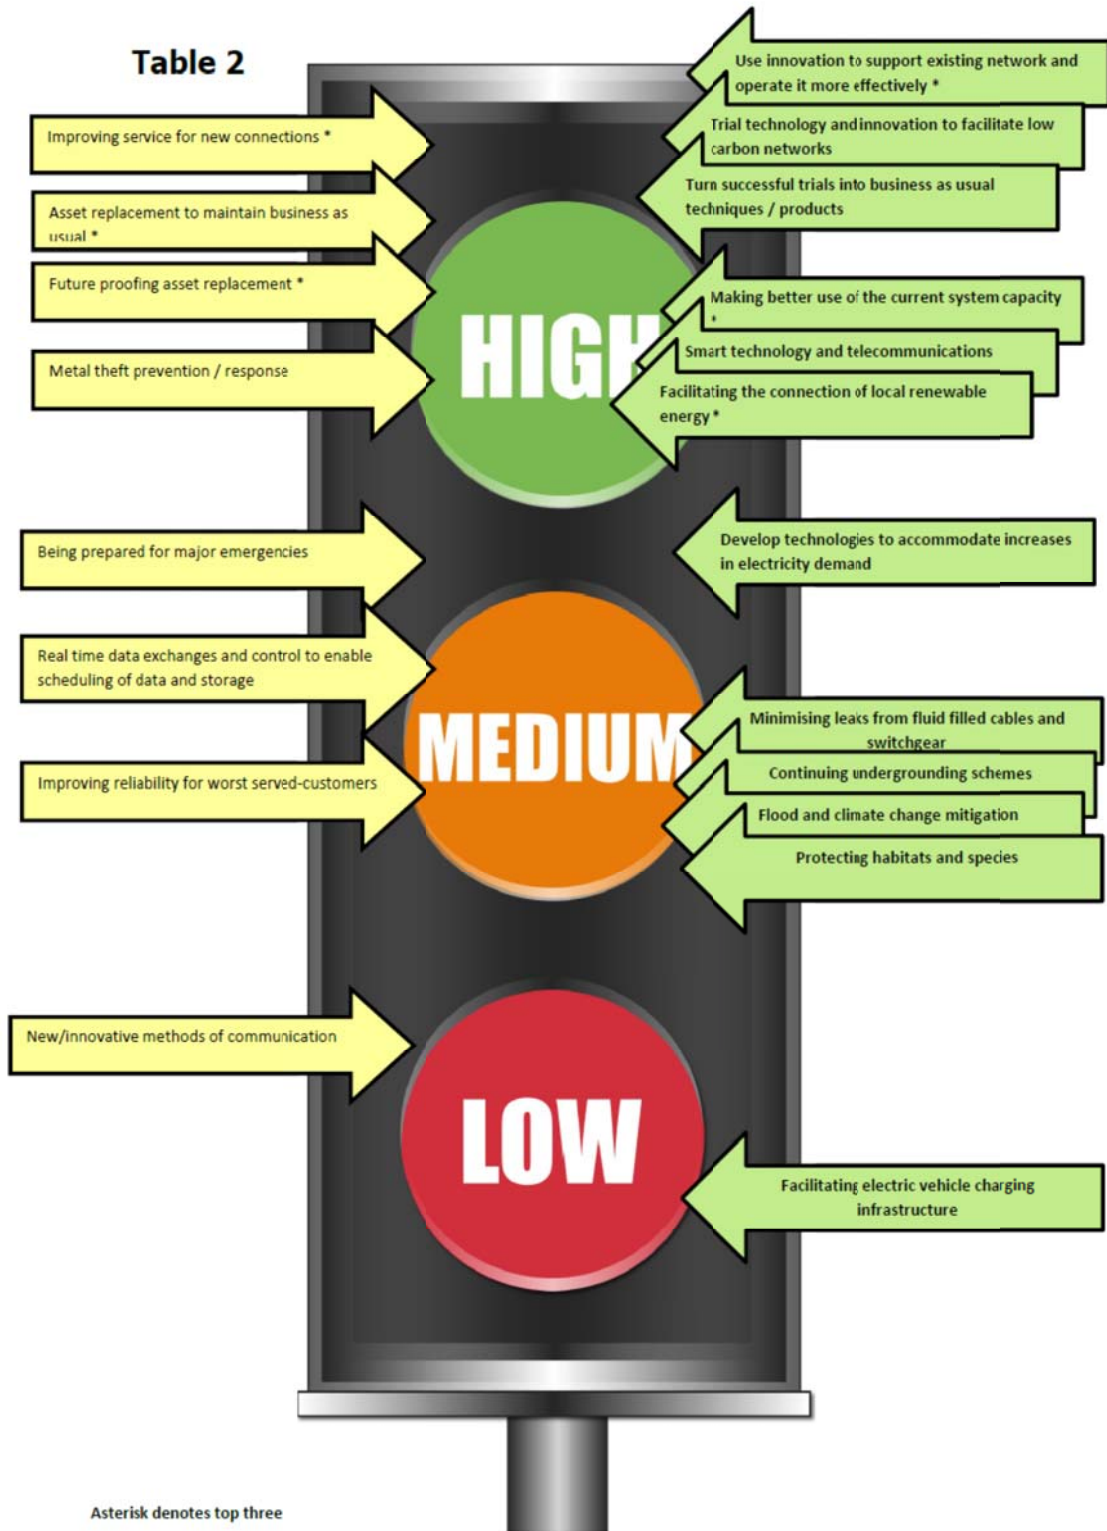 Table 2
Use innovation to support existing network and
operate it more effectively *
Improving service for new connections *
Trial technology and innovation to facilitate low
carbon networks
Turn successful trials into business as usual
techniques / products
Asset replacement to maintain business as
usual *
Future proofing asset replacement *
Making better use of the current system capacity
*
HIGH
Smart technology and telecommunications
Metal theft prevention / response
Facilitating the connection of local renewable
energy *
Being prepared for major emergencies
Develop technologies to accommodate increases
in electricity demand
Real time data exchanges and control to enable
scheduling of data and storage
MEDIUM
Minimising leaks from fluid filled cables and
switchgear
Improving reliability for worst served-customers
Continuing undergrounding schemes
Flood and climate change mitigation
Protecting habitats and species
New/innovative methods of communication
LOW
Facilitating electric vehicle charging
infrastructure
Asterisk denotes top three